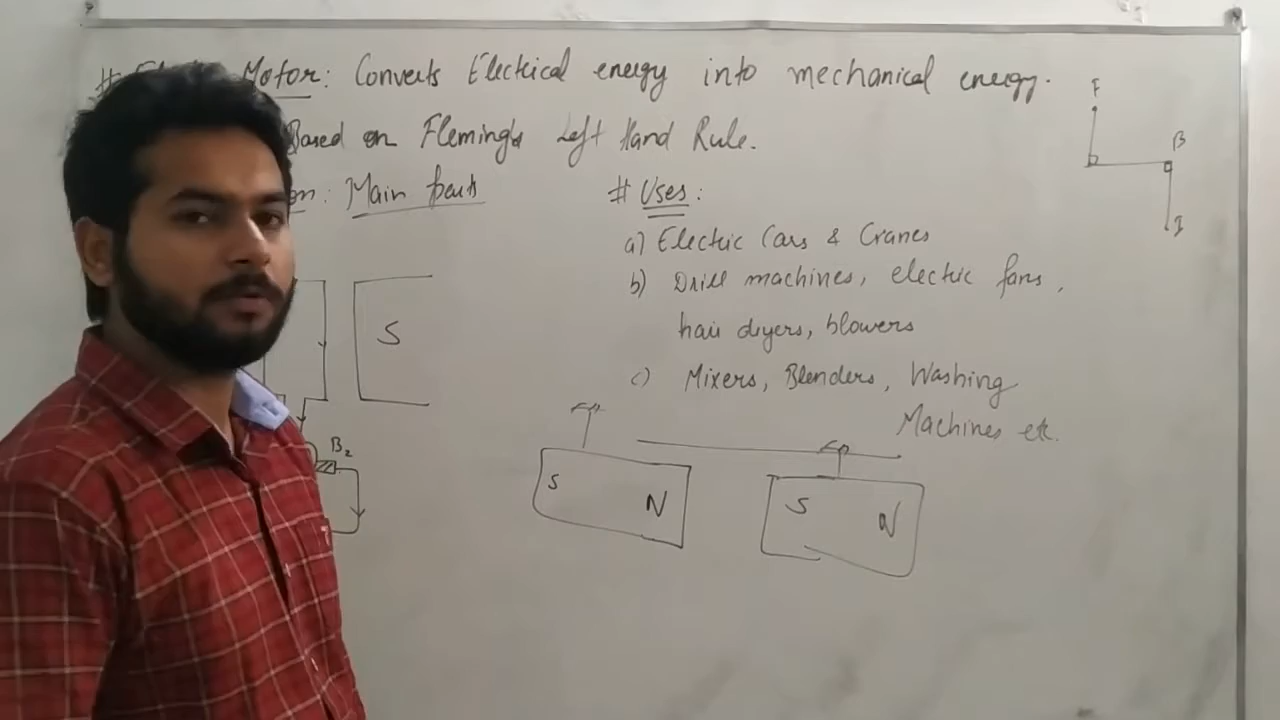 # Motor: Converts Electrical energy into mechanical energy.
Based on Fleming's Left Hand Rule.
on: Main parts
# Uses:
a) Electric Cars & Cranes
b) Drill machines, electric fans,
hair dryers, blowers
c) Mixers, Blenders, Washing
Machines etc.
F
B
I
S
B₂
S N
S N